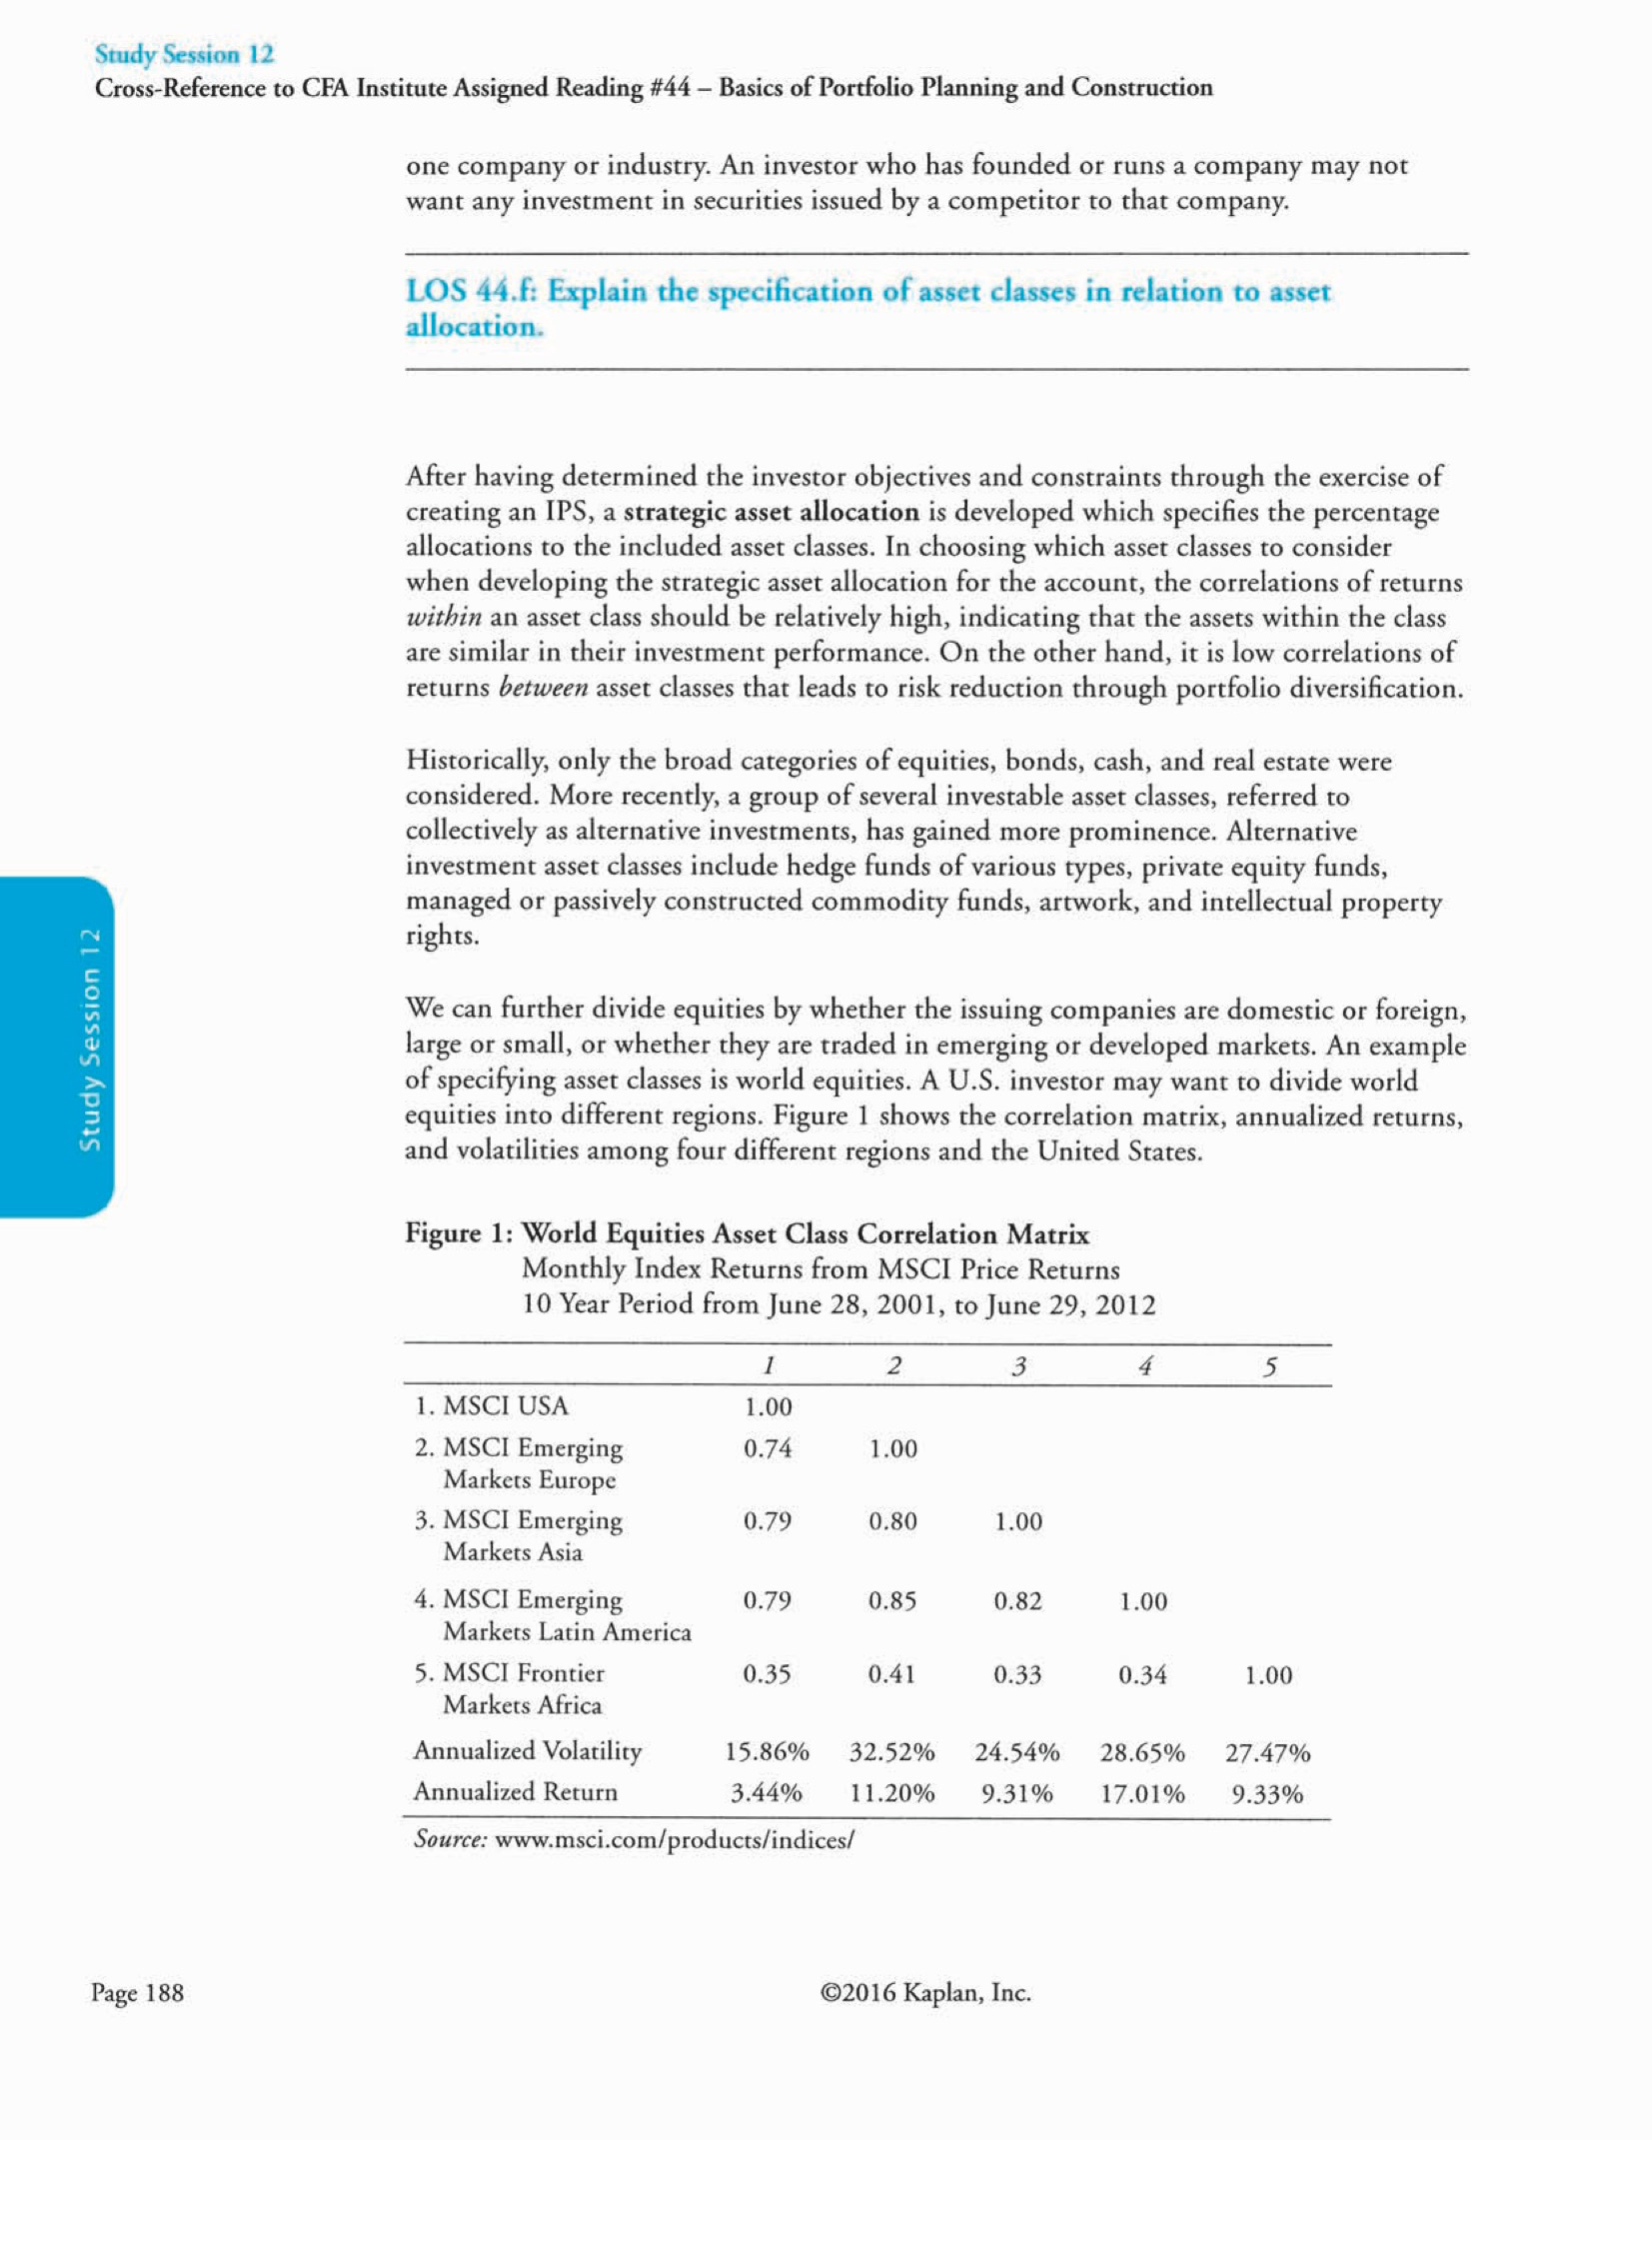 Study Session 12
Cross-Reference to CFA Institute Assigned Reading #44 – Basics of Portfolio Planning and Construction
one company or industry. An investor who has founded or runs a company may not
want any investment in securities issued by a competitor to that company.
LOS 44.f: Explain the specification of asset classes in relation to asset
allocation.
After having determined the investor objectives and constraints through the exercise of
creating an IPS, a strategic asset allocation is developed which specifies the percentage
allocations to the included asset classes. In choosing which asset classes to consider
when developing the strategic asset allocation for the account, the correlations of returns
within an asset class should be relatively high, indicating that the assets within the class
are similar in their investment performance. On the other hand, it is low correlations of
returns between asset classes that leads to risk reduction through portfolio diversification.
Historically, only the broad categories of equities, bonds, cash, and real estate were
considered. More recently, a group of several investable asset classes, referred to
collectively as alternative investments, has gained more prominence. Alternative
investment asset classes include hedge funds of various types, private equity funds,
managed or passively constructed commodity funds, artwork, and intellectual property
rights.
Study Session 12
We can further divide equities by whether the issuing companies are domestic or foreign,
large or small, or whether they are traded in emerging or developed markets. An example
of specifying asset classes is world equities. A U.S. investor may want to divide world
equities into different regions. Figure 1 shows the correlation matrix, annualized returns,
and volatilities among four different regions and the United States.
Figure 1: World Equities Asset Class Correlation Matrix
Monthly Index Returns from MSCI Price Returns
10 Year Period from June 28, 2001, to June 29, 2012
1 2 3 4 5
1. MSCI USA 1.00
2. MSCI Emerging 0.74 1.00
Markets Europe
3. MSCI Emerging 0.79 0.80 1.00
Markets Asia
4. MSCI Emerging 0.79 0.85 0.82 1.00
Markets Latin America
5. MSCI Frontier 0.35 0.41 0.33 0.34 1.00
Markets Africa
Annualized Volatility 15.86% 32.52% 24.54% 28.65% 27.47%
Annualized Return 3.44% 11.20% 9.31% 17.01% 9.33%
Source: www.msci.com/products/indices/
Page 188 ©2016 Kaplan, Inc.